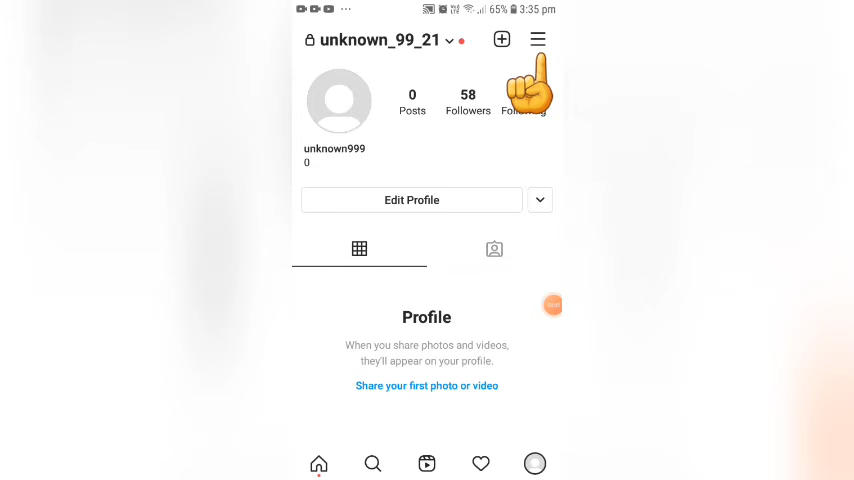 65% 3:35 pm
unknown_99_21
0 58
Posts Followers Following
unknown999
0
Edit Profile
Profile
When you share photos and videos,
they'll appear on your profile.
Share your first photo or video